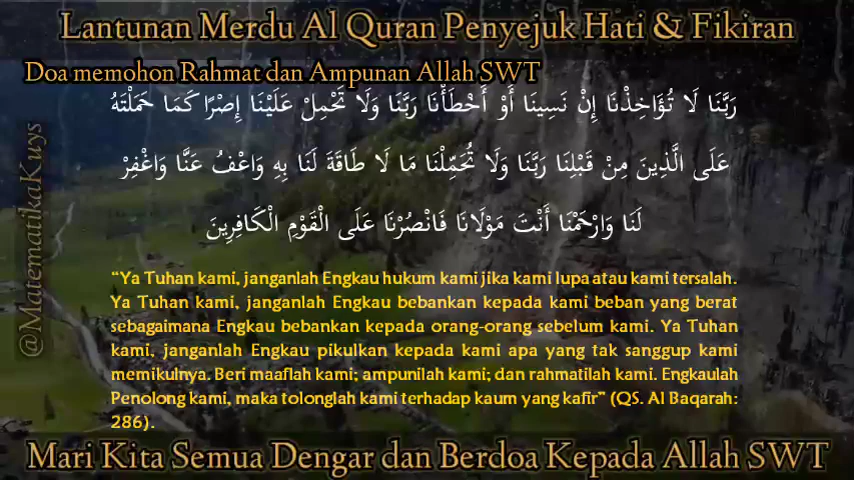 Lantunan Merdu Al Quran Penyejuk Hati & Fikiran
Doa memohon Rahmat dan Ampunan Allah SWT
رَبَّنَا لَا تُؤَاخِذْنَا إِنْ نَسِينَا أَوْ أَخْطَأْنَا رَبَّنَا وَلَا تَحْمِلْ عَلَيْنَا إِصْرًا كَمَا حَمَلْتَهُ
عَلَى الَّذِينَ مِنْ قَبْلِنَا رَبَّنَا وَلَا تُحَمِّلْنَا مَا لَا طَاقَةَ لَنَا بِهِ وَاعْفُ عَنَّا وَاغْفِرْ
لَنَا وَارْحَمْنَا أَنْتَ مَوْلَانَا فَانْصُرْنَا عَلَى الْقَوْمِ الْكَافِرِينَ
“Ya Tuhan kami, janganlah Engkau hukum kami jika kami lupa atau kami tersalah.
Ya Tuhan kami, janganlah Engkau bebankan kepada kami beban yang berat
sebagaimana Engkau bebankan kepada orang-orang sebelum kami. Ya Tuhan
kami, janganlah Engkau pikulkan kepada kami apa yang tak sanggup kami
memikulnya. Beri maaflah kami; ampunilah kami; dan rahmatilah kami. Engkaulah
Penolong kami, maka tolonglah kami terhadap kaum yang kafir” (QS. Al Baqarah:
286).
@MatematikaKuys
Mari Kita Semua Dengar dan Berdoa Kepada Allah SWT